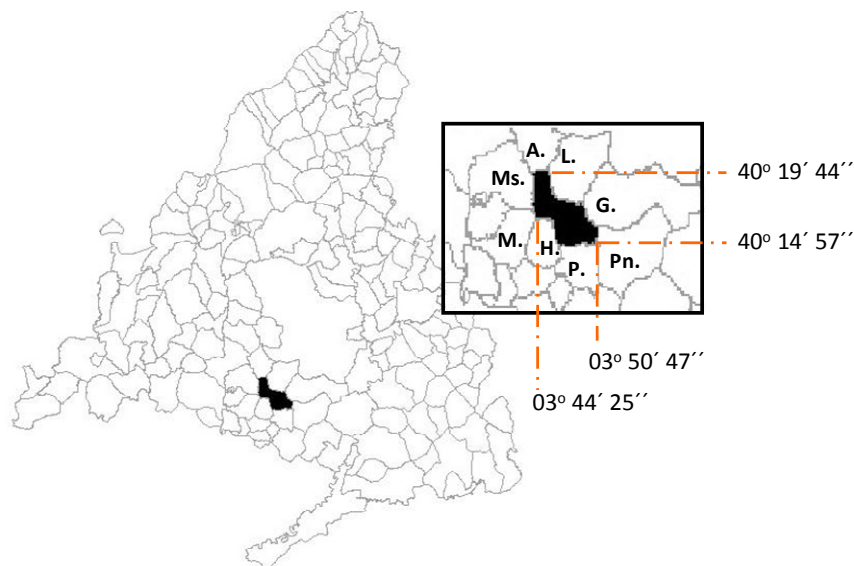 A. L.
40º 19´ 44´´
Ms.
G.
M. H.
40º 14´ 57´´
P. Pn.
03º 50´ 47´´
03º 44´ 25´´